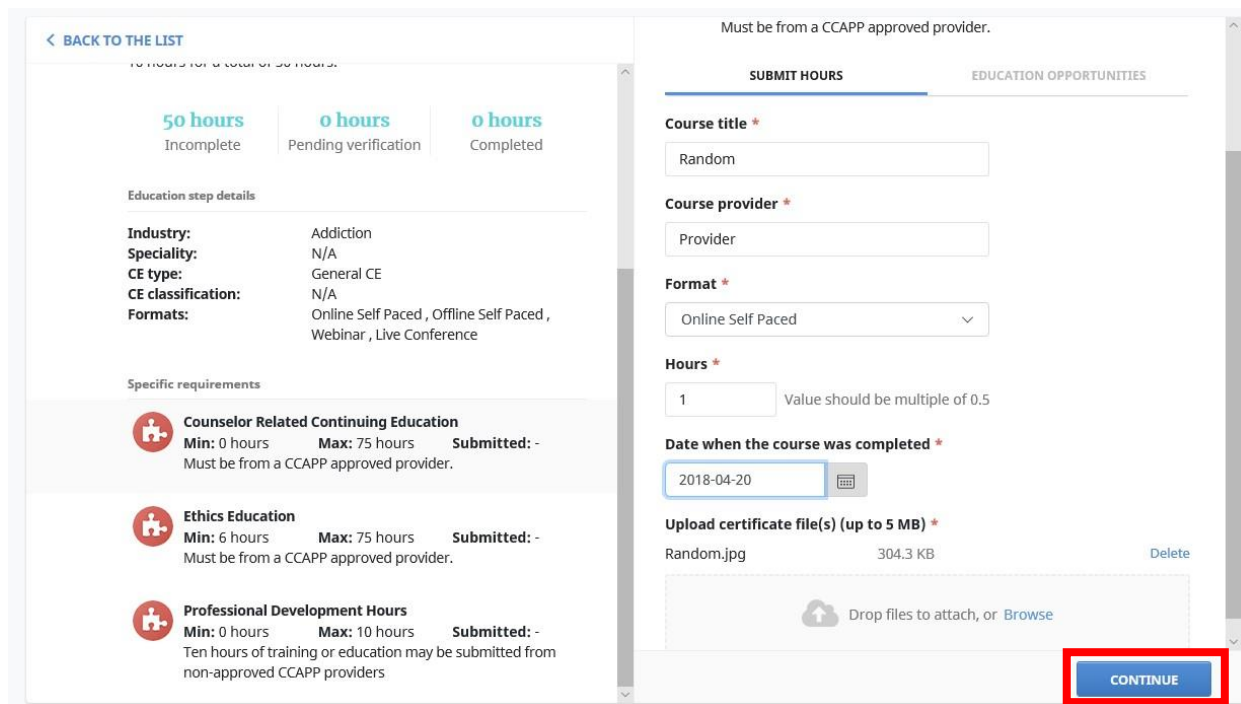 BACK TO THE LIST
10 hours for a total of 50 hours.
50 hours
Incomplete
0 hours
Pending verification
0 hours
Completed
Education step details
Industry: Addiction
Speciality: N/A
CE type: General CE
CE classification: N/A
Formats: Online Self Paced , Offline Self Paced ,
Webinar , Live Conference
Specific requirements
Counselor Related Continuing Education
Min: 0 hours Max: 75 hours Submitted: -
Must be from a CCAPP approved provider.
Ethics Education
Min: 6 hours Max: 75 hours Submitted: -
Must be from a CCAPP approved provider.
Professional Development Hours
Min: 0 hours Max: 10 hours Submitted: -
Ten hours of training or education may be submitted from
non-approved CCAPP providers
Must be from a CCAPP approved provider.
SUBMIT HOURS EDUCATION OPPORTUNITIES
Course title *
Random
Course provider *
Provider
Format *
Online Self Paced
Hours *
1 Value should be multiple of 0.5
Date when the course was completed *
2018-04-20
Upload certificate file(s) (up to 5 MB) *
Random.jpg 304.3 KB Delete
Drop files to attach, or Browse
CONTINUE